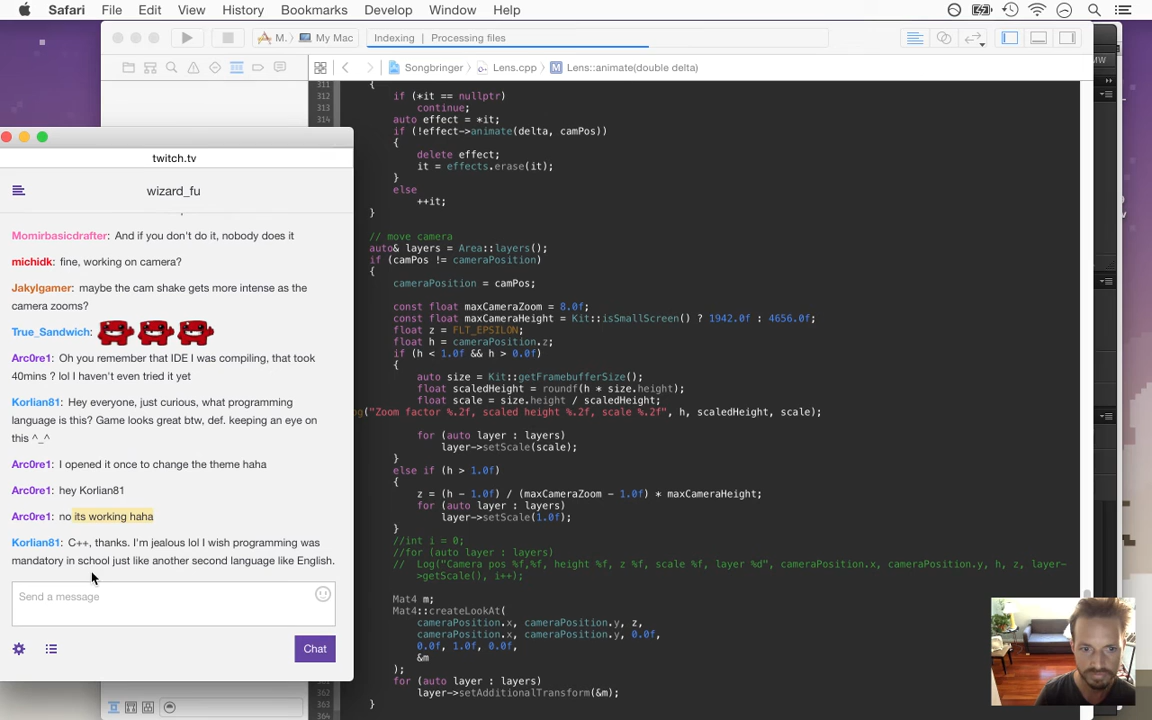 Safari File Edit View History Bookmarks Develop Window Help
M. My Mac
Indexing | Processing files
Songbringer Lens.cpp Lens::animate(double delta)
311 {
312 if (*it == nullptr)
313 continue;
314 auto effect = *it;
if (!effect->animate(delta, camPos))
{
delete effect;
it = effects.erase(it);
}
else
++it;
}
// move camera
auto& layers = Area::layers();
if (camPos != cameraPosition)
{
cameraPosition = camPos;
const float maxCameraZoom = 8.0f;
const float maxCameraHeight = Kit::isSmallScreen() ? 1942.0f : 4656.0f;
float z = FLT_EPSILON;
float h = cameraPosition.z;
if (h < 1.0f && h > 0.0f)
{
auto size = Kit::getFramebufferSize();
float scaledHeight = roundf(h * size.height);
float scale = size.height / scaledHeight;
("Zoom factor %.2f, scaled height %.2f, scale %.2f", h, scaledHeight, scale);
for (auto layer : layers)
layer->setScale(scale);
}
else if (h > 1.0f)
{
z = (h - 1.0f) / (maxCameraZoom - 1.0f) * maxCameraHeight;
for (auto layer : layers)
layer->setScale(1.0f);
}
//int i = 0;
//for (auto layer : layers)
// Log("Camera pos %f,%f, height %f, z %f, scale %f, layer %d", cameraPosition.x, cameraPosition.y, h, z, layer-
>getScale(), i++);
Mat4 m;
Mat4::createLookAt(
cameraPosition.x, cameraPosition.y, z,
cameraPosition.x, cameraPosition.y, 0.0f,
0.0f, 1.0f, 0.0f,
&m
);
for (auto layer : layers)
362 layer->setAdditionalTransform(&m);
363 }
364
twitch.tv
wizard_fu
Momirbasicdrafter: And if you don't do it, nobody does it
michidk: fine, working on camera?
Jakylgamer: maybe the cam shake gets more intense as the
camera zooms?
True_Sandwich:
Arc0re1: Oh you remember that IDE I was compiling, that took
40mins ? lol I haven't even tried it yet
Korlian81: Hey everyone, just curious, what programming
language is this? Game looks great btw, def. keeping an eye on
this ^_^
Arc0re1: I opened it once to change the theme haha
Arc0re1: hey Korlian81
Arc0re1: no its working haha
Korlian81: C++, thanks. I'm jealous lol I wish programming was
mandatory in school just like another second language like English.
Send a message
Chat
MW